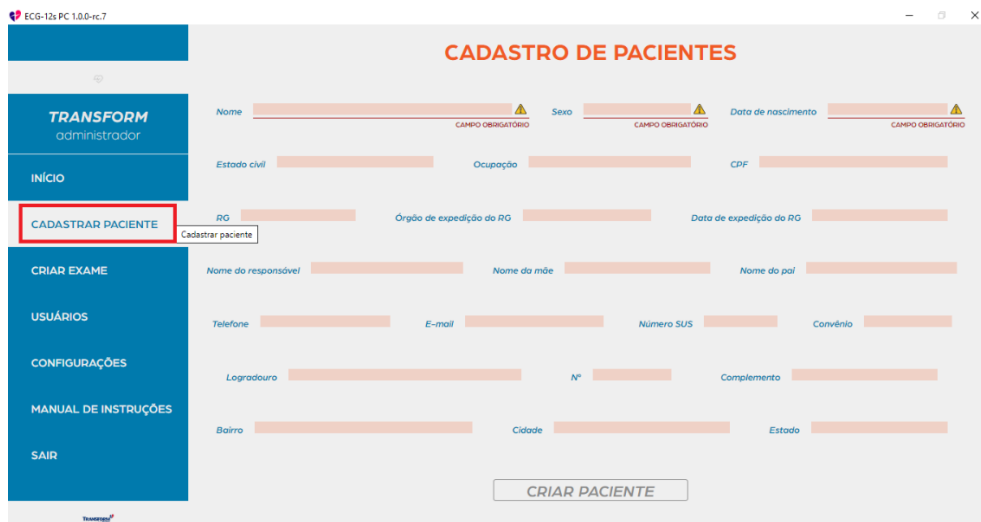 ECG-12s PC 1.0.0-rc.7
CADASTRO DE PACIENTES
TRANSFORM
administrador
INÍCIO
CADASTRAR PACIENTE
Cadastrar paciente
CRIAR EXAME
USUÁRIOS
CONFIGURAÇÕES
MANUAL DE INSTRUÇÕES
SAIR
TRANSFORM
Nome Sexo Data de nascimento
CAMPO OBRIGATÓRIO CAMPO OBRIGATÓRIO CAMPO OBRIGATÓRIO
Estado civil Ocupação CPF
RG Órgão de expedição do RG Data de expedição do RG
Nome do responsável Nome da mãe Nome do pai
Telefone E-mail Número SUS Convênio
Logradouro Nº Complemento
Bairro Cidade Estado
CRIAR PACIENTE